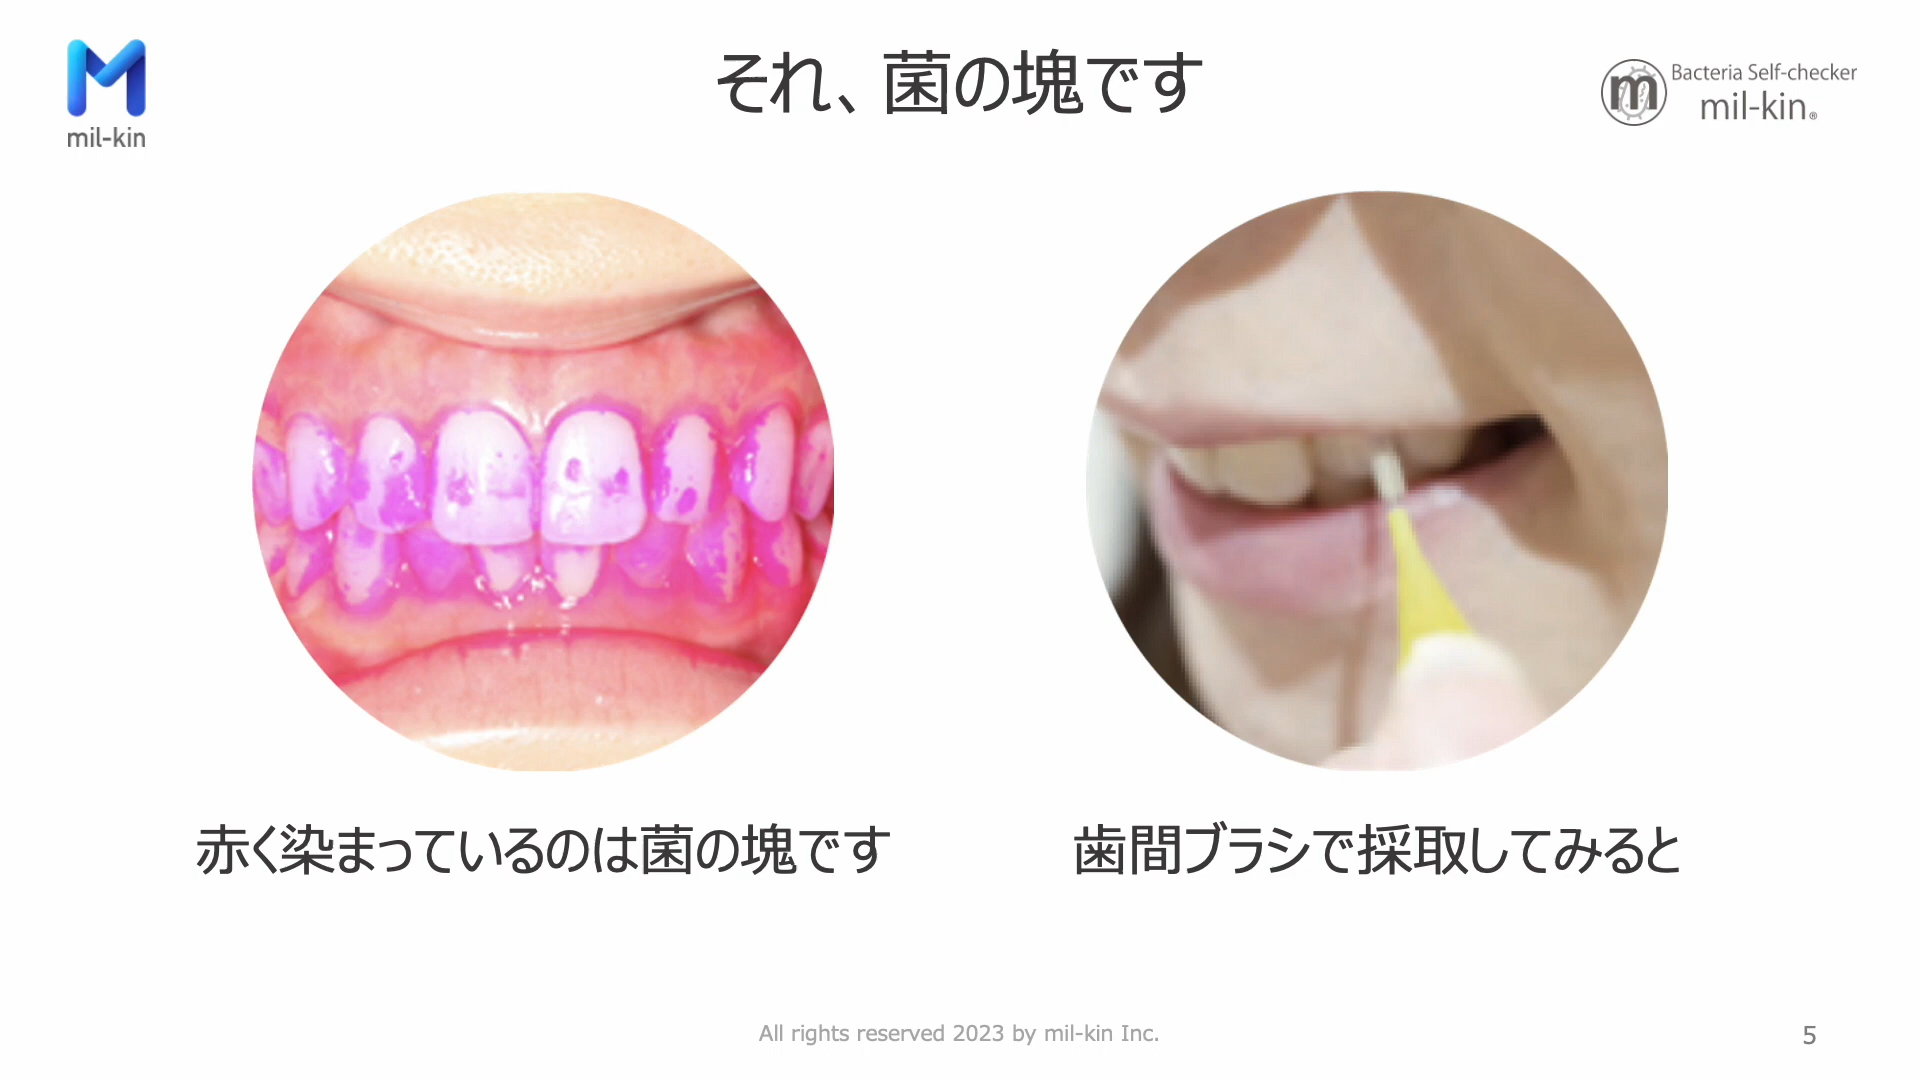 それ、菌の塊です
mil-kin
Bacteria Self-checker
mil-kin®
赤く染まっているのは菌の塊です
歯間ブラシで採取してみると
All rights reserved 2023 by mil-kin Inc.
5